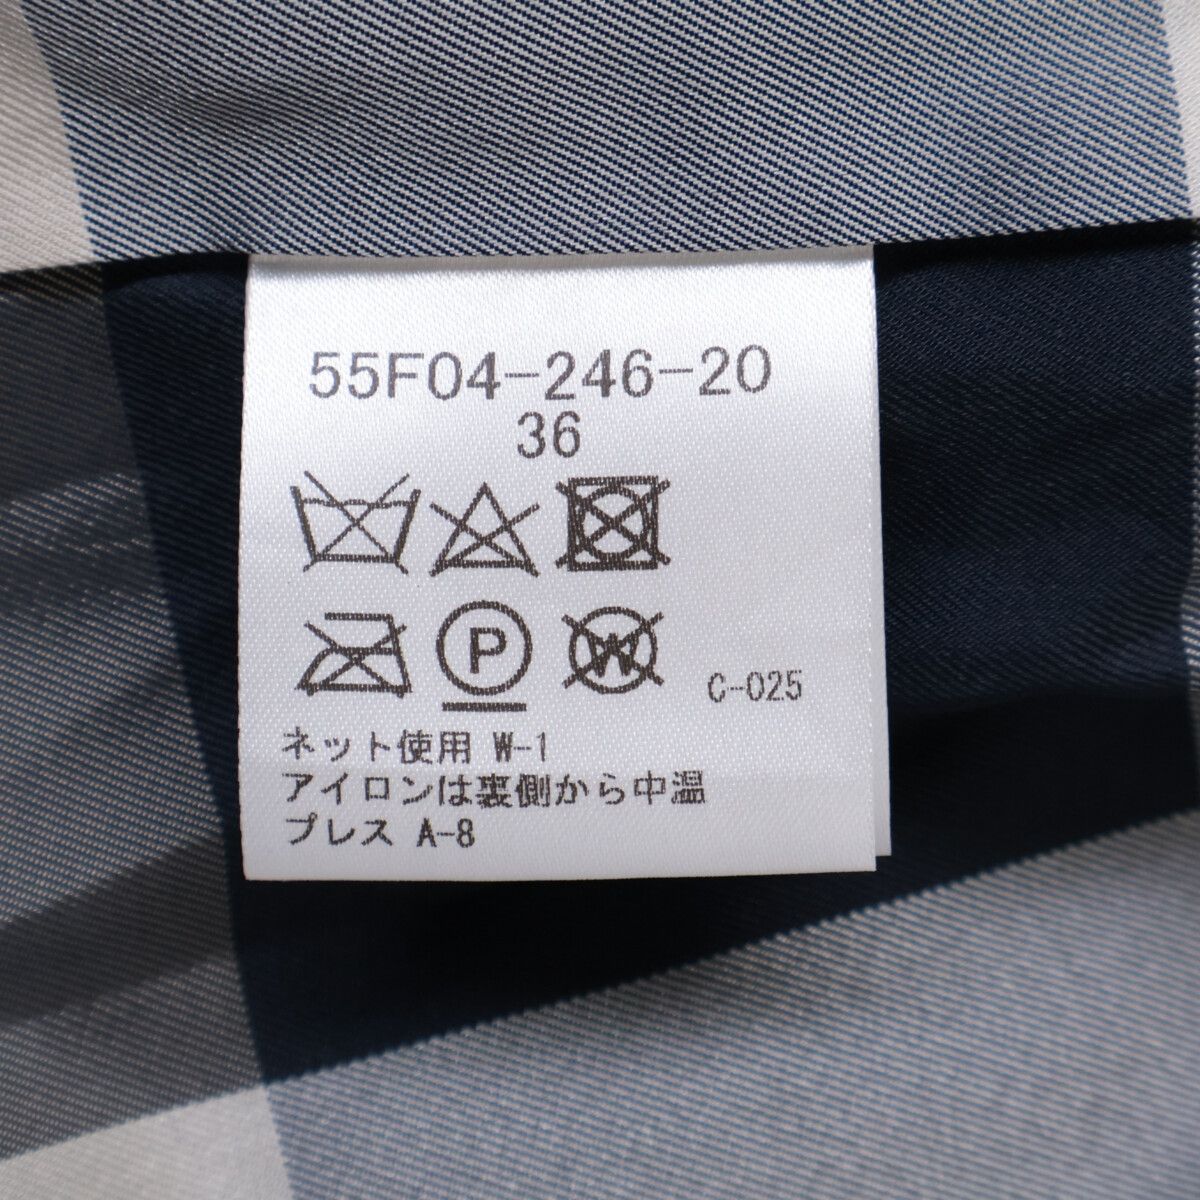 55F04-246-20
36
P W C-025
ネット使用 W-1
アイロンは裏側から中温
プレス A-8